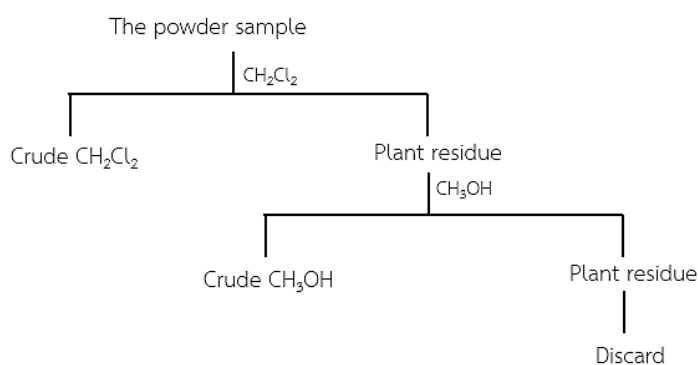 The powder sample
CH₂Cl₂
Crude CH₂Cl₂
Plant residue
CH₃OH
Crude CH₃OH
Plant residue
Discard